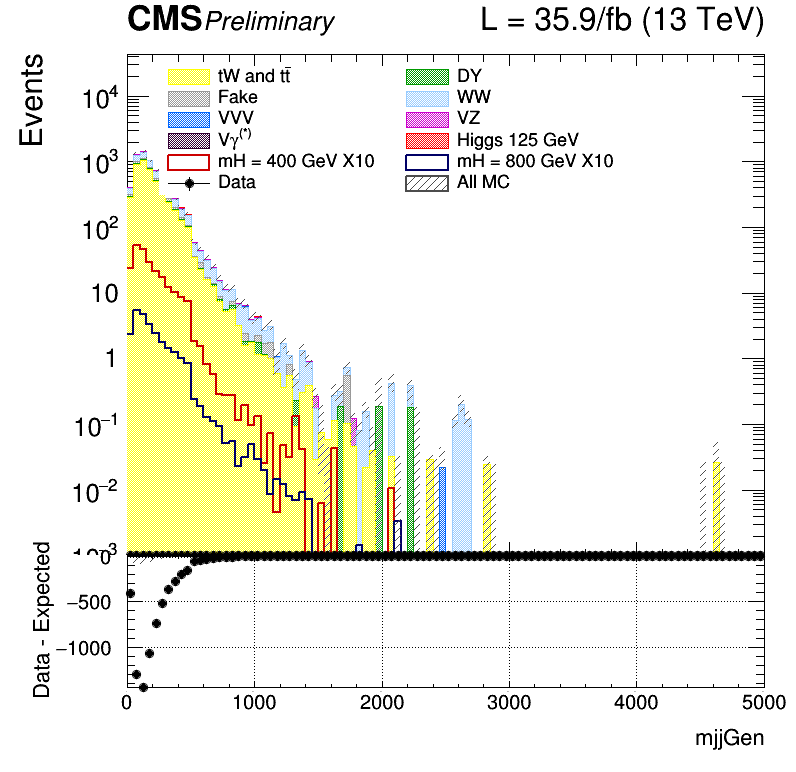 CMS Preliminary L = 35.9/fb (13 TeV)
Events
tW and tt̄ DY
Fake WW
VVV VZ
Vγ(*) Higgs 125 GeV
mH = 400 GeV X10 mH = 800 GeV X10
Data All MC
10⁴
10³
10²
10
1
10⁻¹
10⁻²
Data - Expected
0
−500
−1000
0 1000 2000 3000 4000 5000
mjjGen